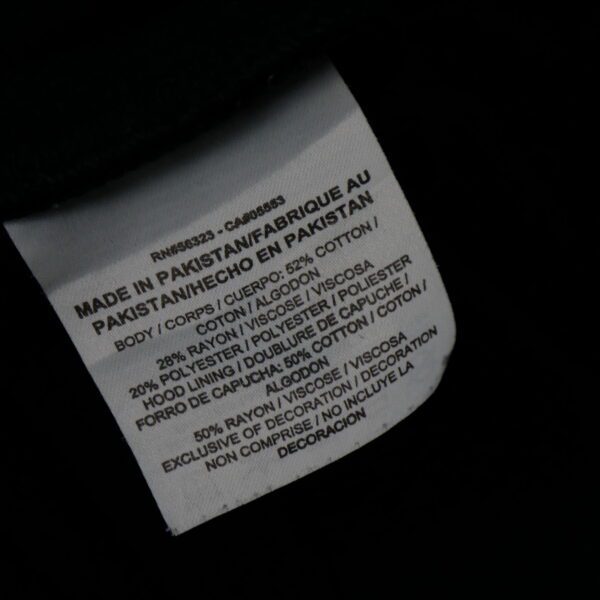 RN#56323 - CA#05553
MADE IN PAKISTAN/FABRIQUE AU
PAKISTAN/HECHO EN PAKISTAN
BODY / CORPS / CUERPO: 52% COTTON /
COTON / ALGODON
28% RAYON / VISCOSE / VISCOSA
20% POLYESTER / POLYESTER / POLIESTER
HOOD LINING / DOUBLURE DE CAPUCHE /
FORRO DE CAPUCHA: 50% COTTON / COTON /
ALGODON
50% RAYON / VISCOSE / VISCOSA
EXCLUSIVE OF DECORATION / DECORATION
NON COMPRISE / NO INCLUYE LA
DECORACION